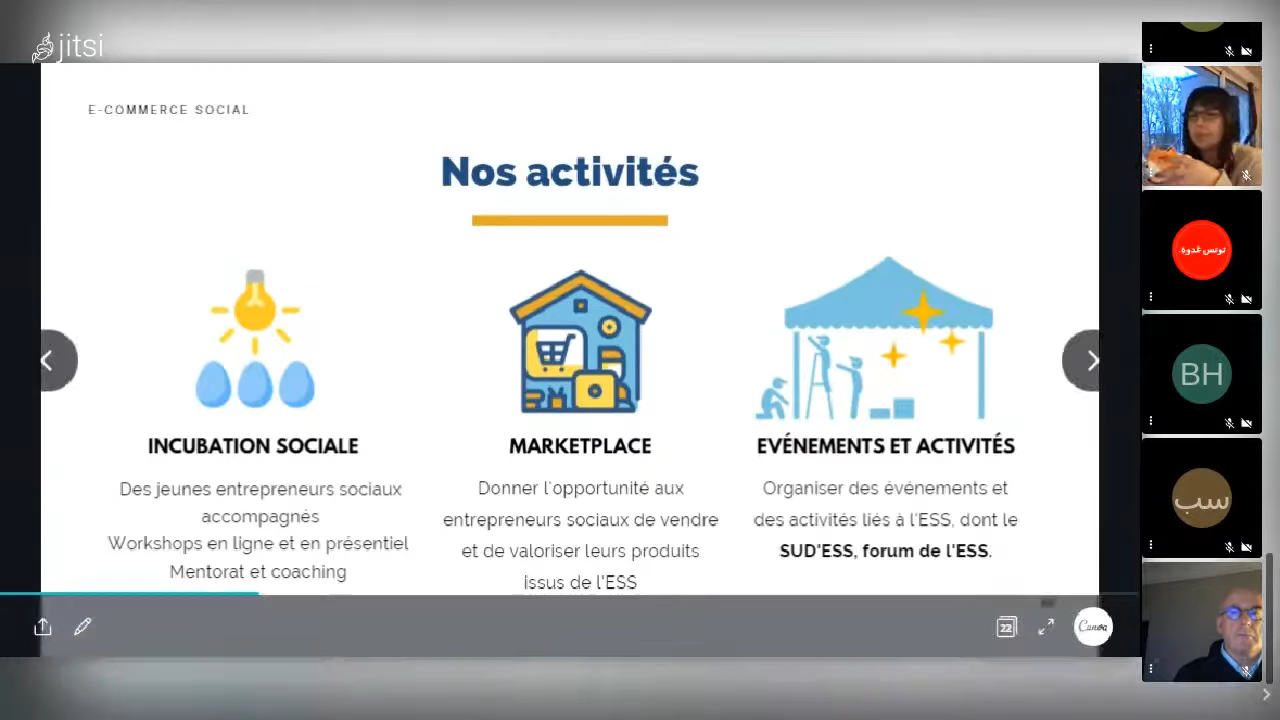 jitsi
E-COMMERCE SOCIAL
Nos activités
INCUBATION SOCIALE
Des jeunes entrepreneurs sociaux
accompagnés
Workshops en ligne et en présentiel
Mentorat et coaching
MARKETPLACE
Donner l'opportunité aux
entrepreneurs sociaux de vendre
et de valoriser leurs produits
issus de l'ESS
EVÉNEMENTS ET ACTIVITÉS
Organiser des événements et
des activités liés à l'ESS, dont le
SUD'ESS, forum de l'ESS.
22
Canva
تونس غدوة
BH
سب